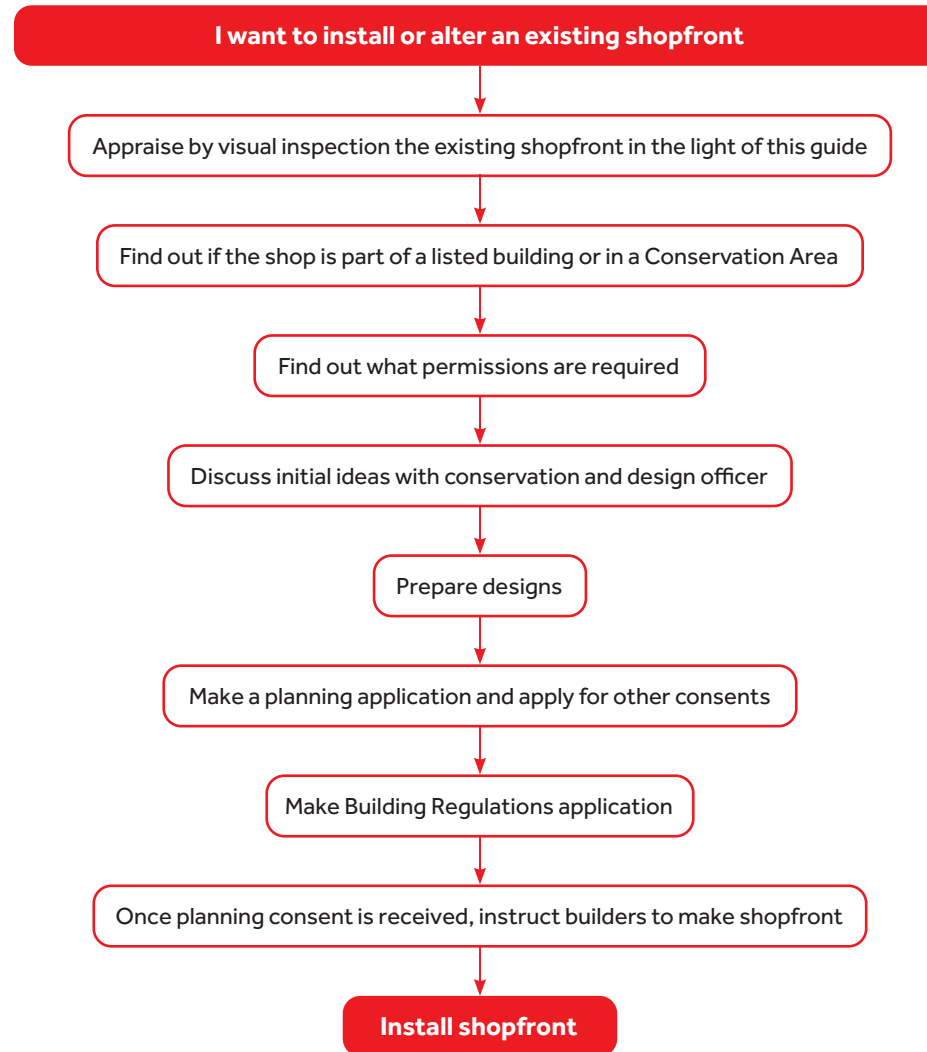 I want to install or alter an existing shopfront
Appraise by visual inspection the existing shopfront in the light of this guide
Find out if the shop is part of a listed building or in a Conservation Area
Find out what permissions are required
Discuss initial ideas with conservation and design officer
Prepare designs
Make a planning application and apply for other consents
Make Building Regulations application
Once planning consent is received, instruct builders to make shopfront
Install shopfront